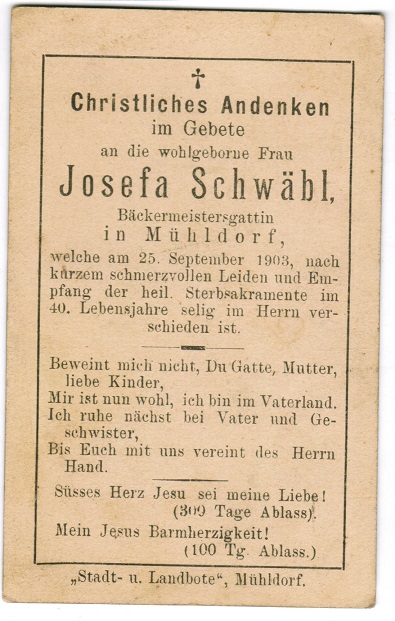 †
Christliches Andenken
im Gebete
an die wohlgeborne Frau
Josefa Schwäbl,
Bäckermeistersgattin
in Mühldorf,
welche am 25. September 1903, nach
kurzem schmerzvollen Leiden und Em-
pfang der heil. Sterbsakramente im
40. Lebensjahre selig im Herrn ver-
schieden ist.
Beweint mich nicht, Du Gatte, Mutter,
liebe Kinder,
Mir ist nun wohl, ich bin im Vaterland.
Ich ruhe nächst bei Vater und Ge-
schwister,
Bis Euch mit uns vereint des Herrn
Hand.
Süsses Herz Jesu sei meine Liebe!
(300 Tage Ablass).
Mein Jesus Barmherzigkeit!
(100 Tg. Ablass.)
„Stadt- u. Landbote“, Mühldorf.